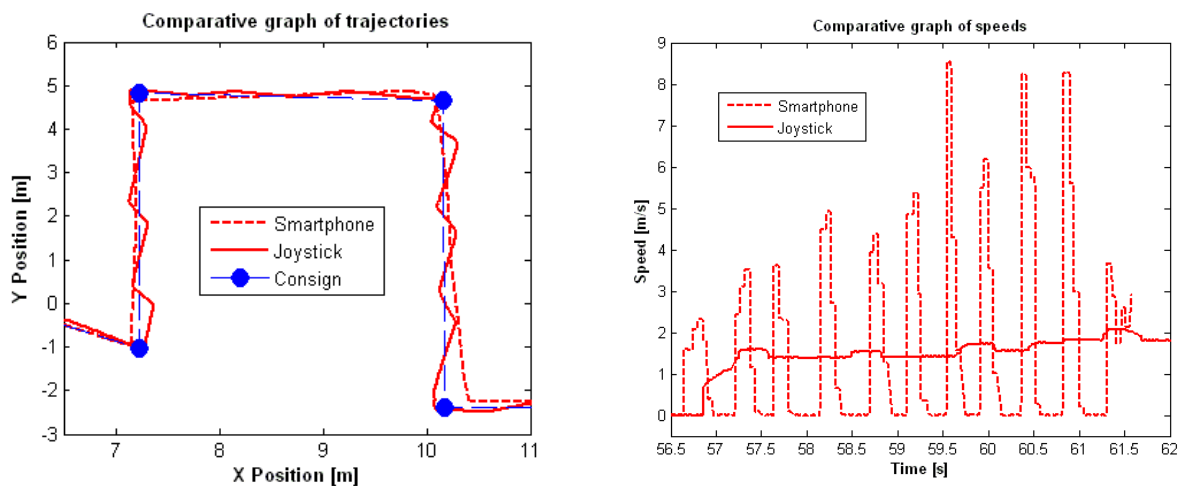 Comparative graph of trajectories
6
5
4
3
2
1
0
-1
-2
-3
Y Position [m]
Smartphone
Joystick
Consign
7
8
9
10
11
X Position [m]
Comparative graph of speeds
9
8
7
6
5
4
3
2
1
0
Speed [m/s]
Smartphone
Joystick
56.5 57 57.5 58 58.5 59 59.5 60 60.5 61 61.5 62
Time [s]